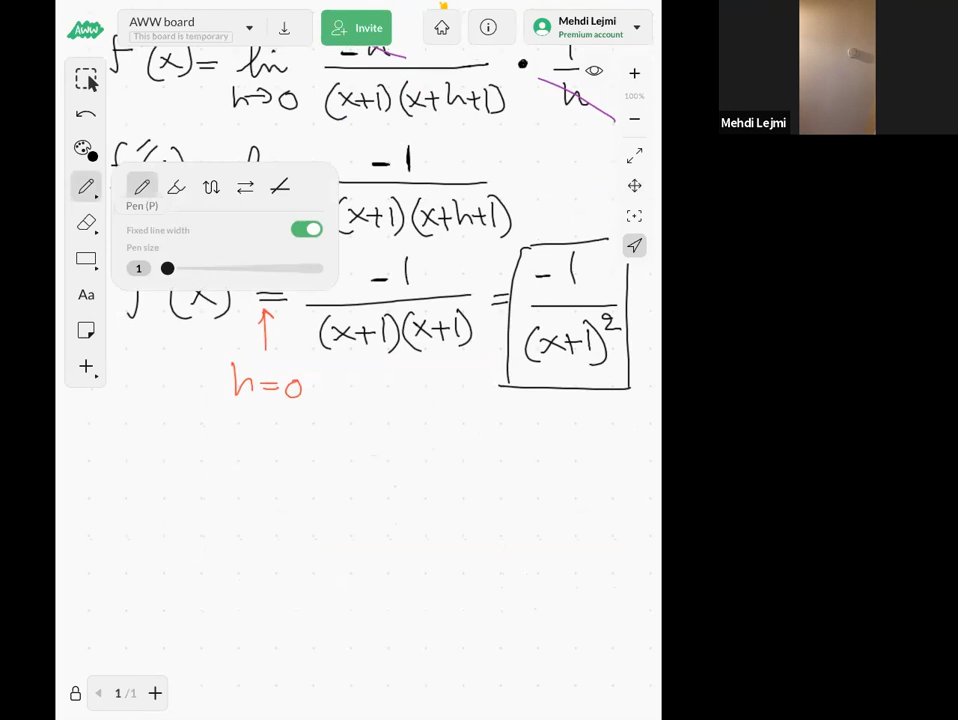 AWW
AWW board
This board is temporary
Invite
Mehdi Lejmi
Premium account
f'(x) = lim h→0 -h / (x+1)(x+h+1) • 1/h
100%
-1 / (x+1)(x+h+1)
Pen (P)
Fixed line width
Pen size
1
(x) = -1 / (x+1)(x+1) = -1 / (x+1)²
h=0
Aa
1 / 1
Mehdi Lejmi